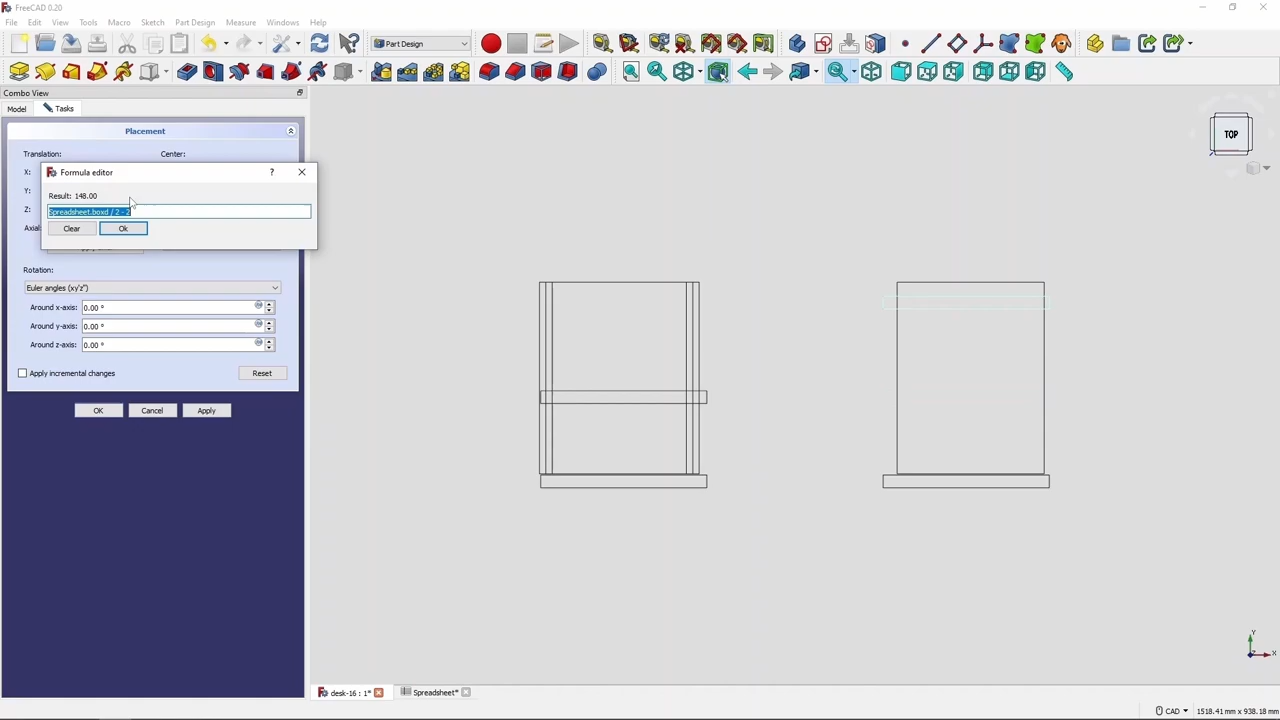 FreeCAD 0.20
File Edit View Tools Macro Sketch Part Design Measure Windows Help
Part Design
Combo View
Model Tasks
Placement
Translation: Center:
X:
Y:
Z:
Axial:
Formula editor
?
Result: 148.00
Spreadsheet.boxd / 2 - 2
Clear Ok
Rotation:
Euler angles (xy'z")
Around x-axis: 0.00 °
Around y-axis: 0.00 °
Around z-axis: 0.00 °
Apply incremental changes Reset
OK Cancel Apply
TOP
Y
X
desk-16 : 1* Spreadsheet*
CAD 1518.41 mm x 938.18 mm